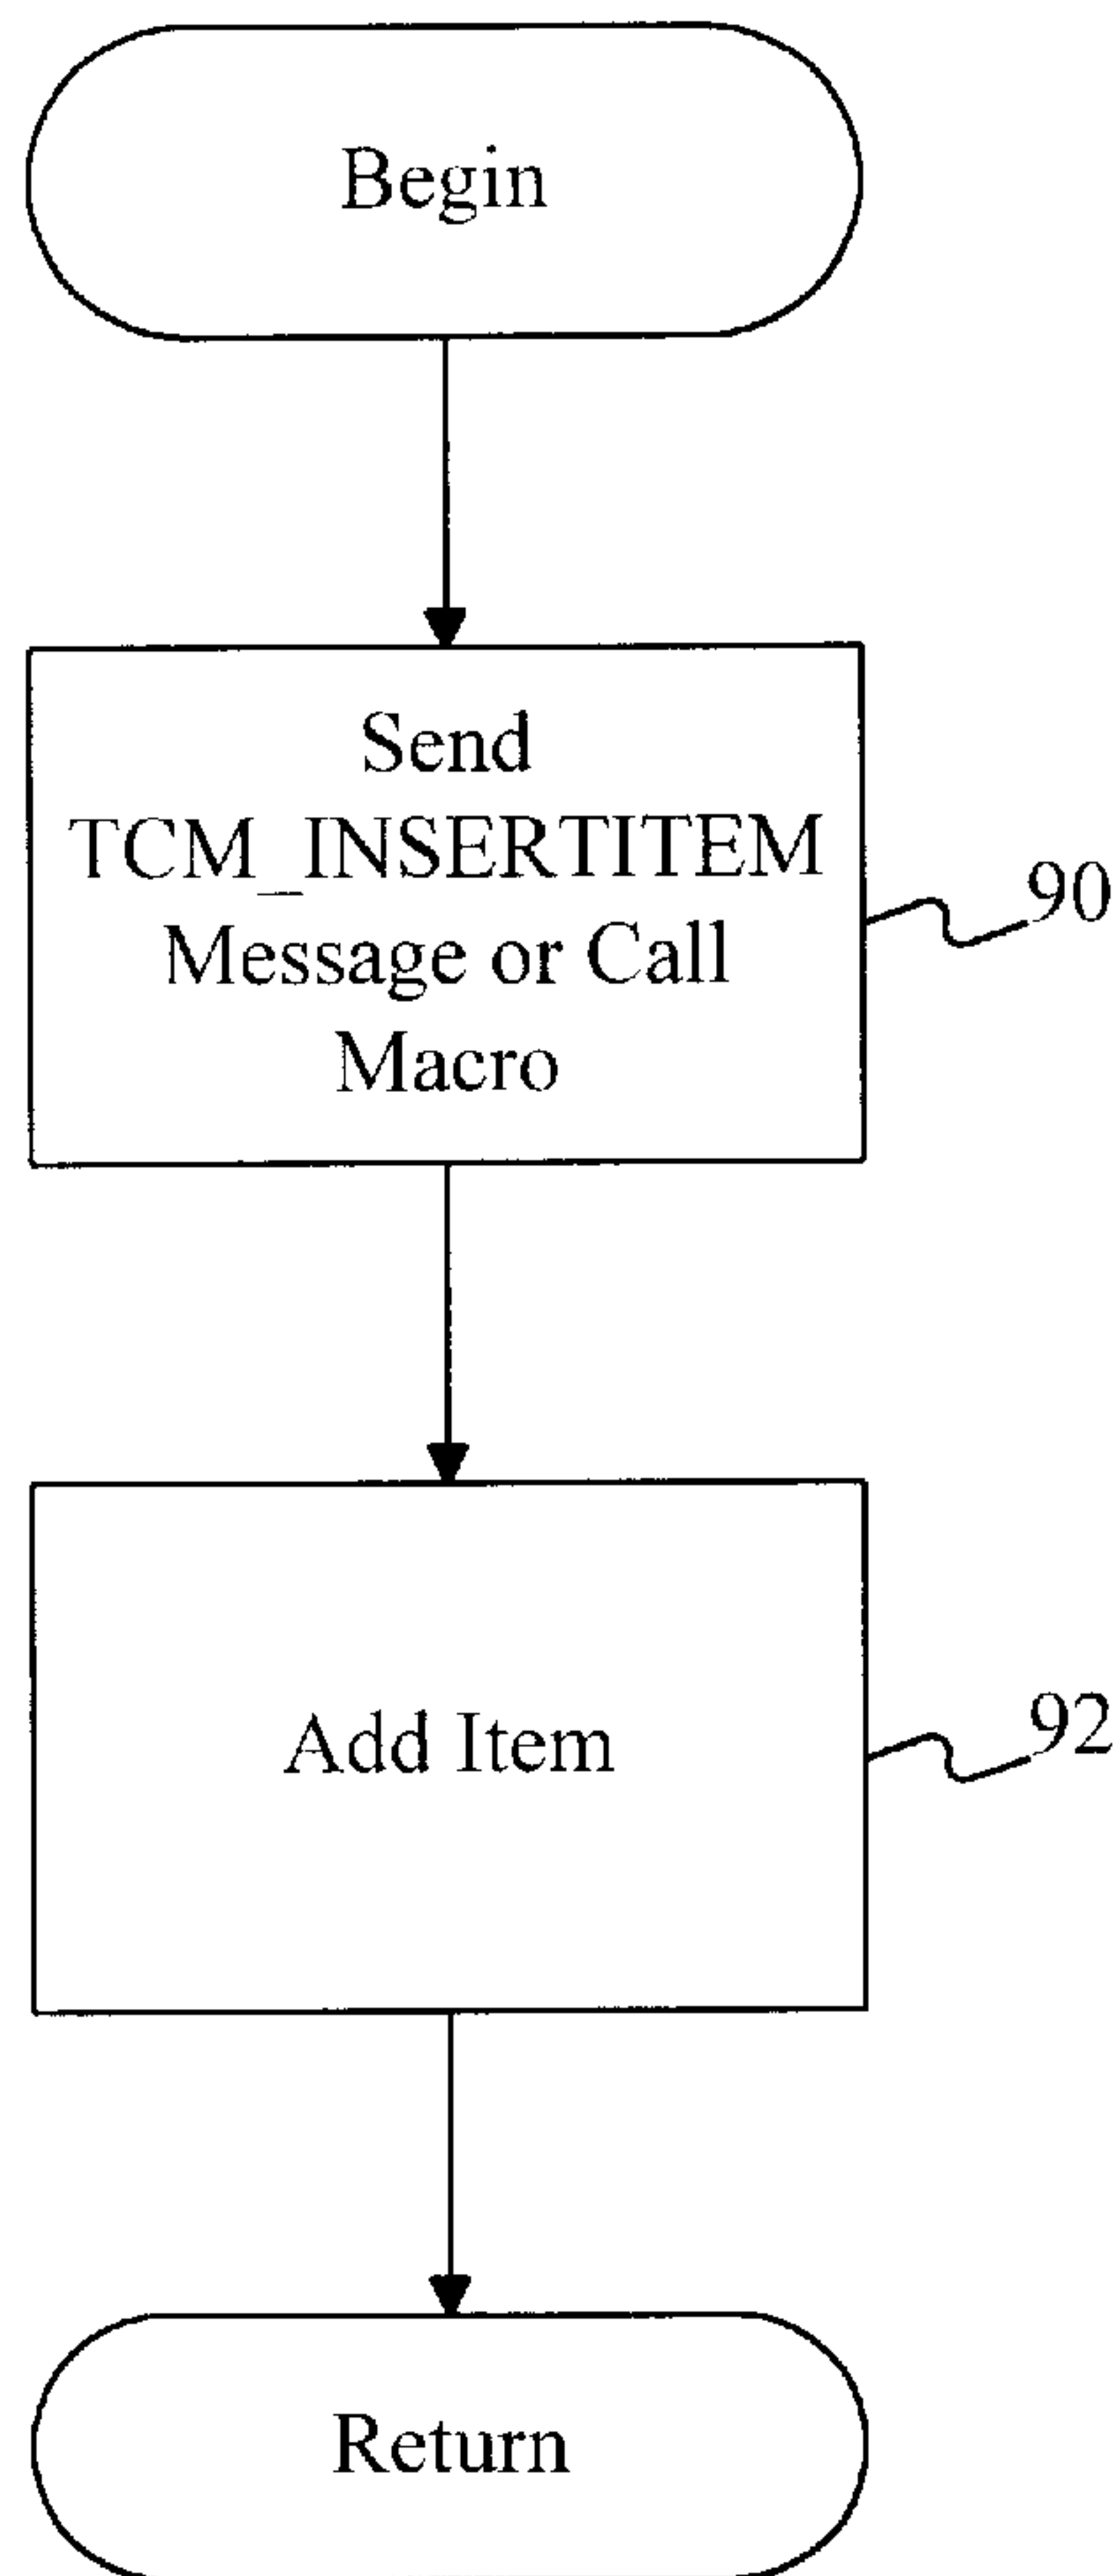 Begin
Send
TCM_INSERTITEM
Message or Call
Macro
90
Add Item
92
Return